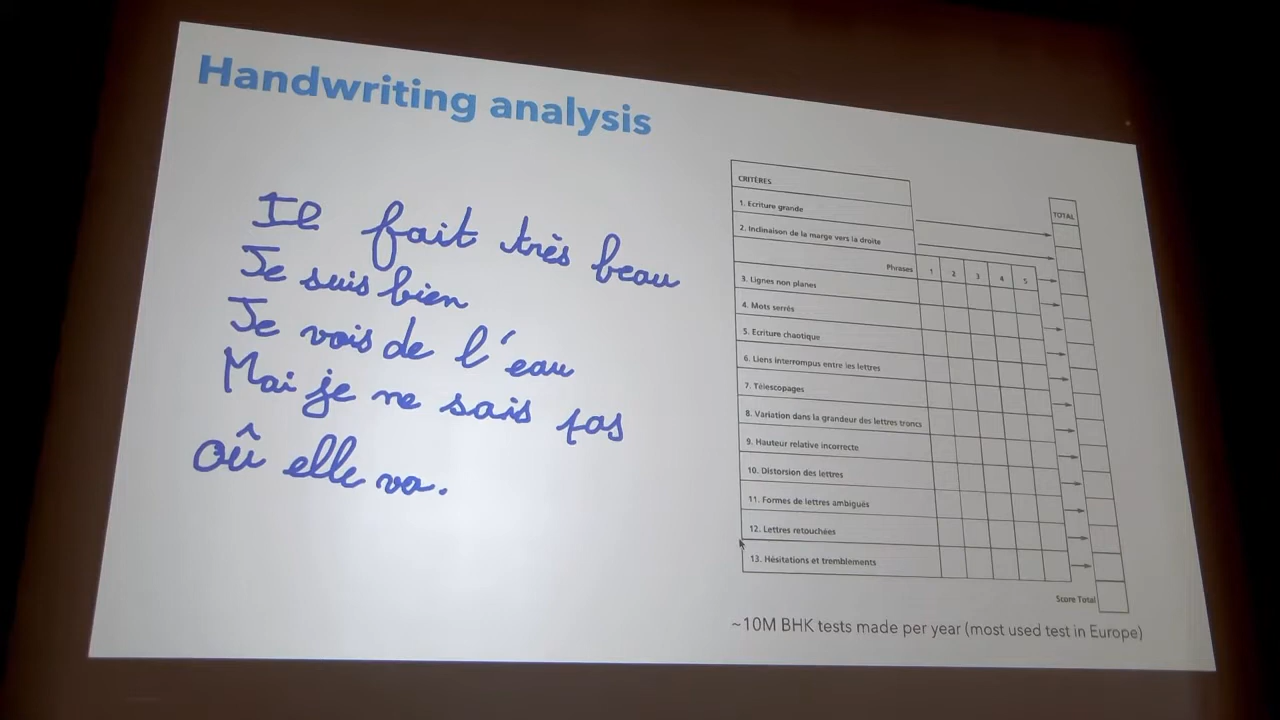 Handwriting analysis
Il fait très beau
Je suis bien
Je vois de l'eau
Mai je ne sais pas
où elle va.
CRITÈRES
TOTAL
1. Ecriture grande
2. Inclinaison de la marge vers la droite
Phrases 1 2 3 4 5
3. Lignes non planes
4. Mots serrés
5. Ecriture chaotique
6. Liens interrompus entre les lettres
7. Télescopages
8. Variation dans la grandeur des lettres troncs
9. Hauteur relative incorrecte
10. Distorsion des lettres
11. Formes de lettres ambiguës
12. Lettres retouchées
13. Hésitations et tremblements
Score Total
~10M BHK tests made per year (most used test in Europe)